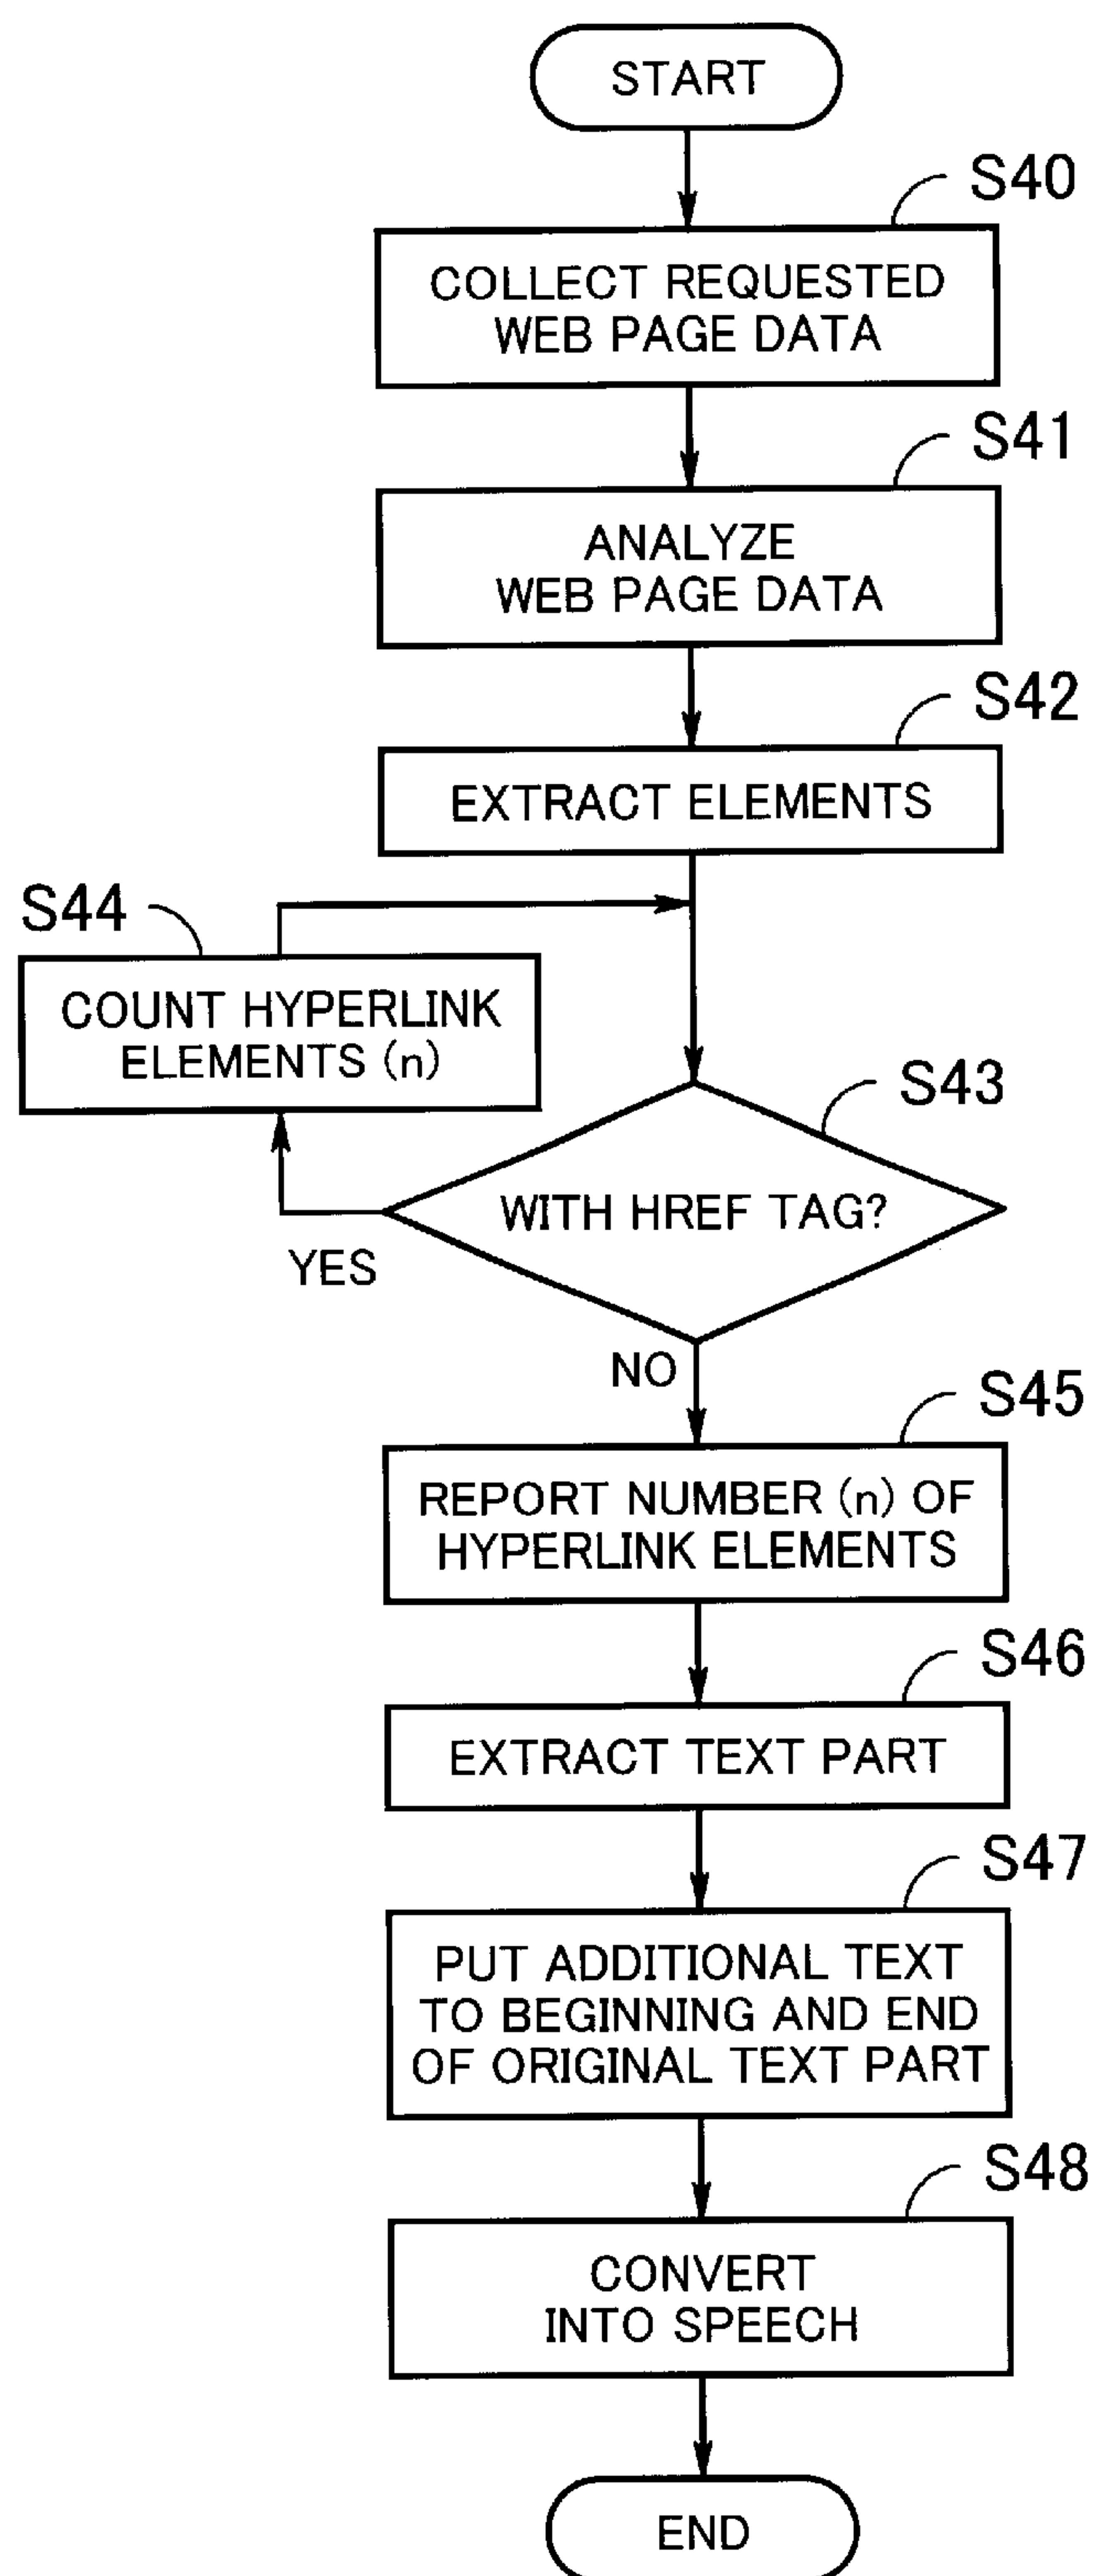 START
S40
COLLECT REQUESTED
WEB PAGE DATA
S41
ANALYZE
WEB PAGE DATA
S42
EXTRACT ELEMENTS
S44
COUNT HYPERLINK
ELEMENTS (n)
S43
WITH HREF TAG?
YES
NO
S45
REPORT NUMBER (n) OF
HYPERLINK ELEMENTS
S46
EXTRACT TEXT PART
S47
PUT ADDITIONAL TEXT
TO BEGINNING AND END
OF ORIGINAL TEXT PART
S48
CONVERT
INTO SPEECH
END